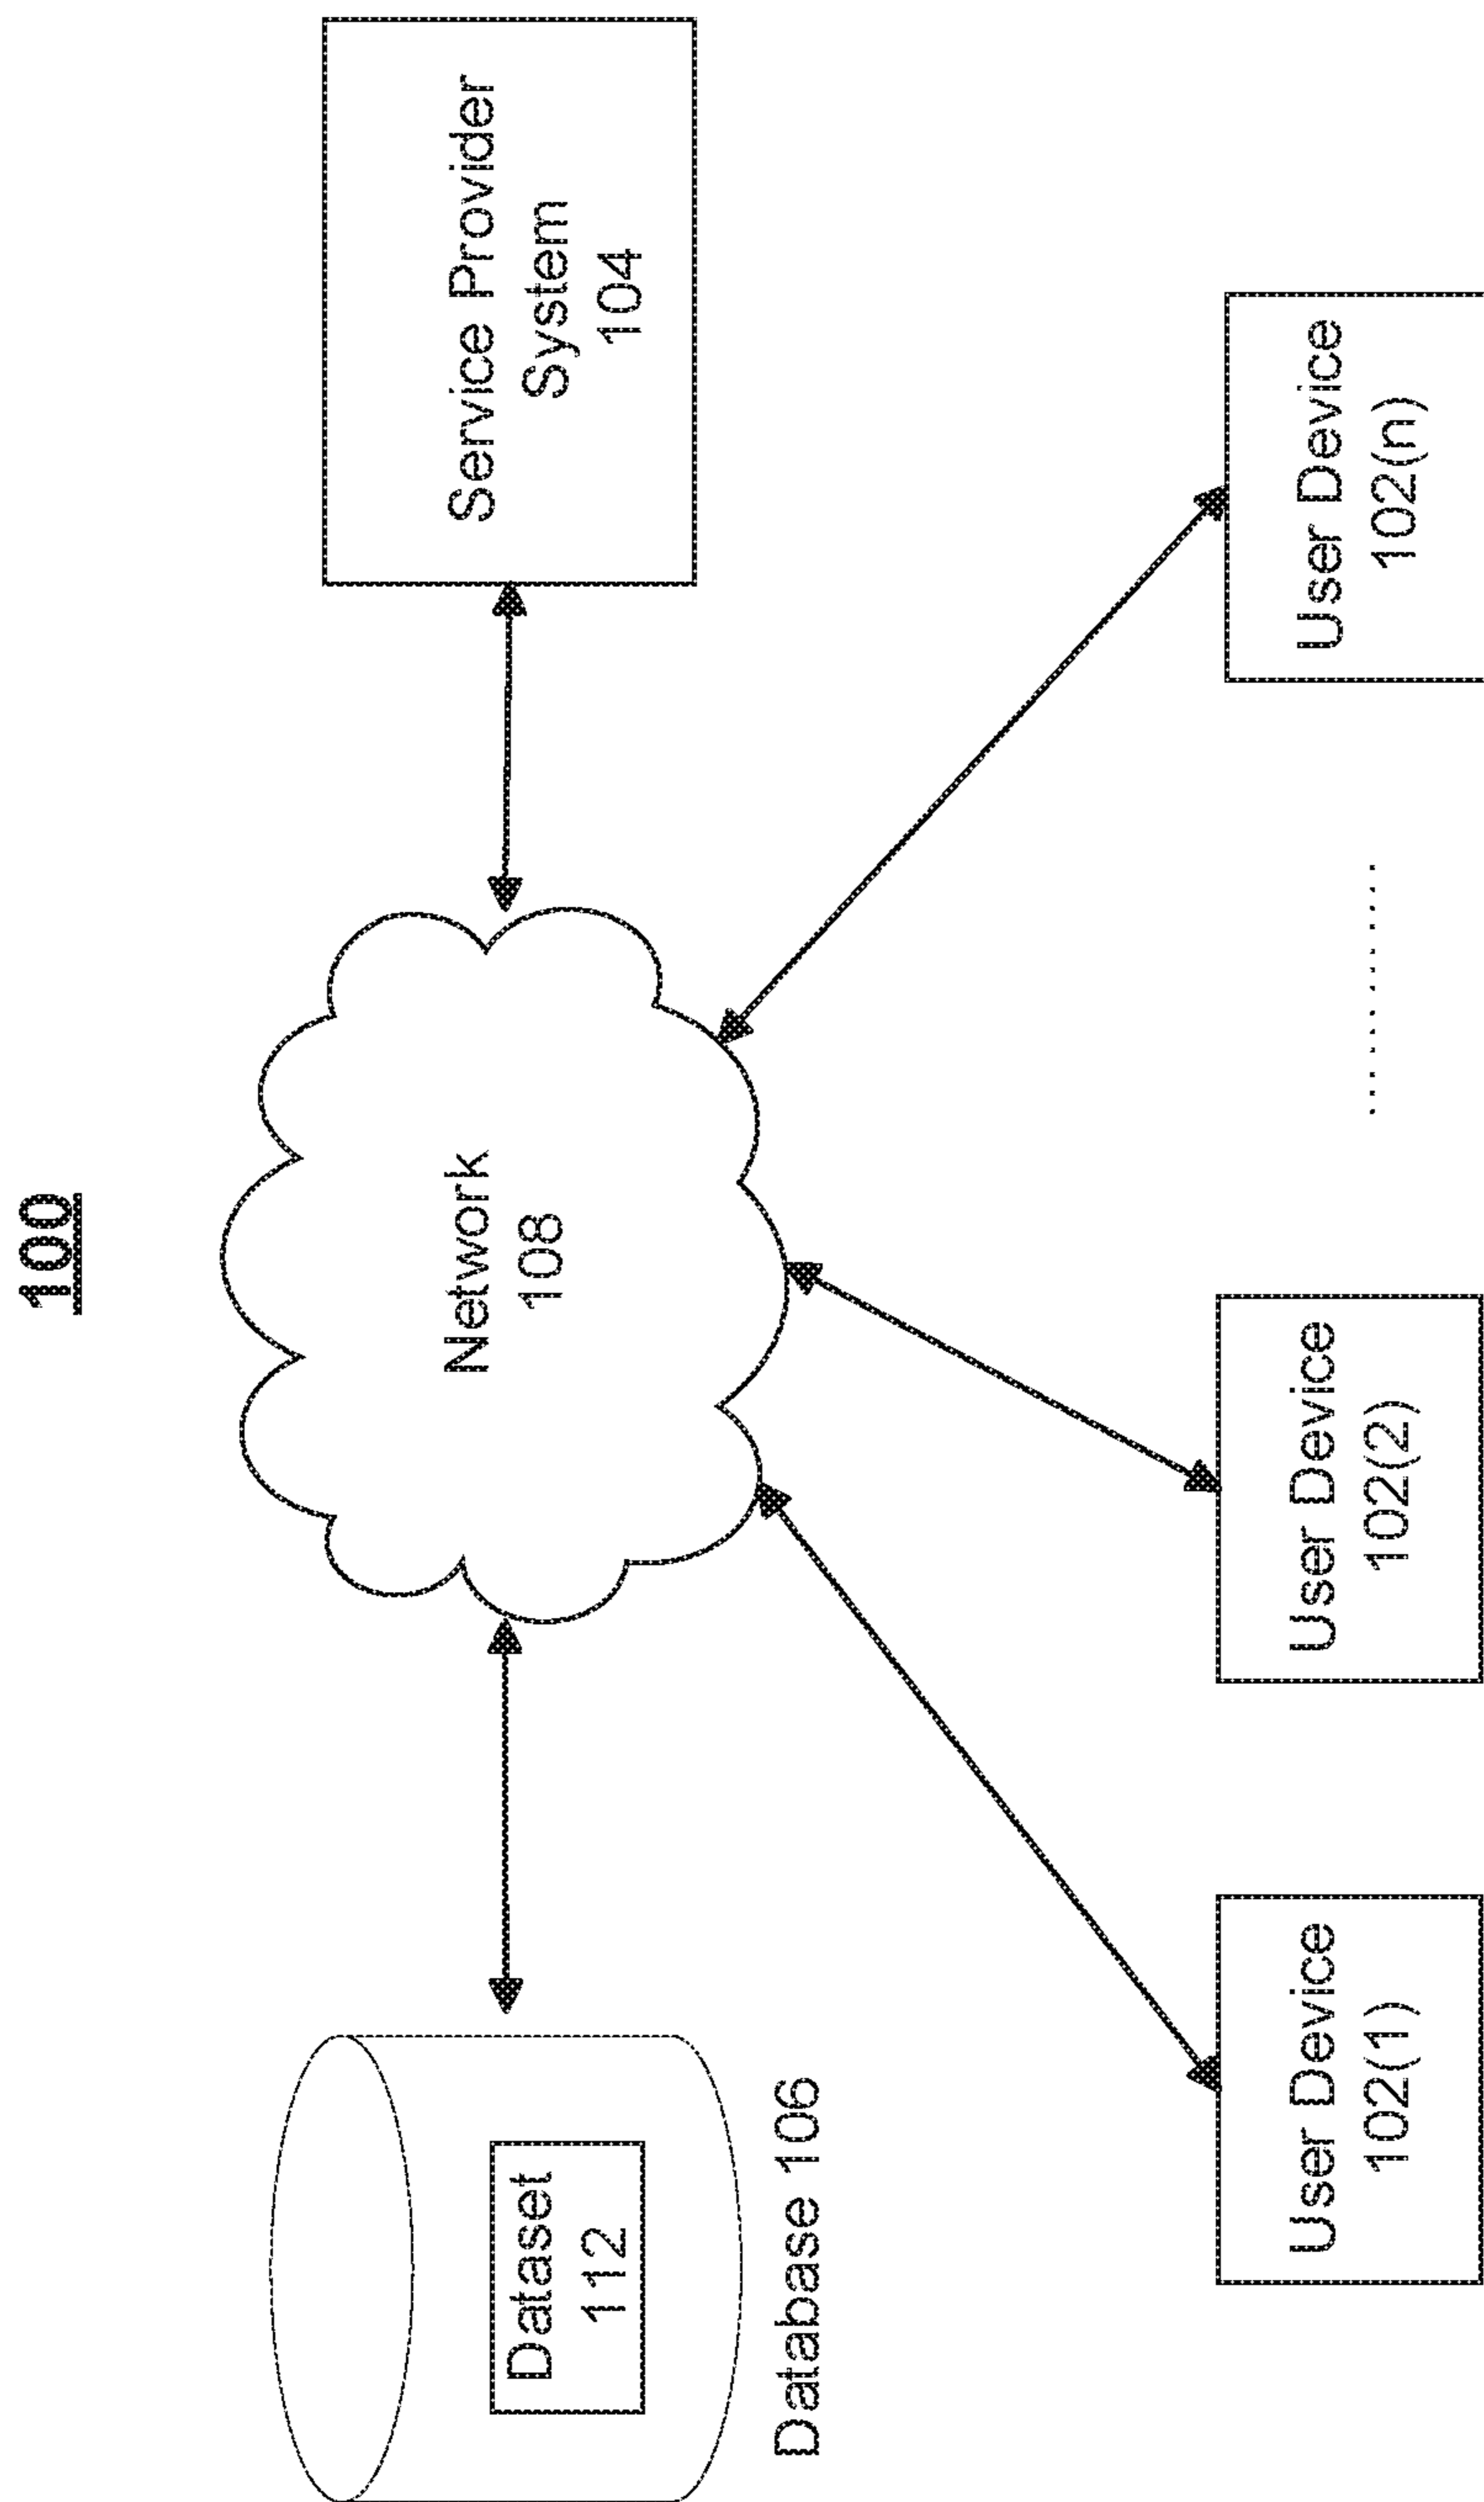 100
Dataset
112
Database 106
Network
108
Service Provider
System
104
User Device
102(1)
User Device
102(2)
..........
User Device
102(n)